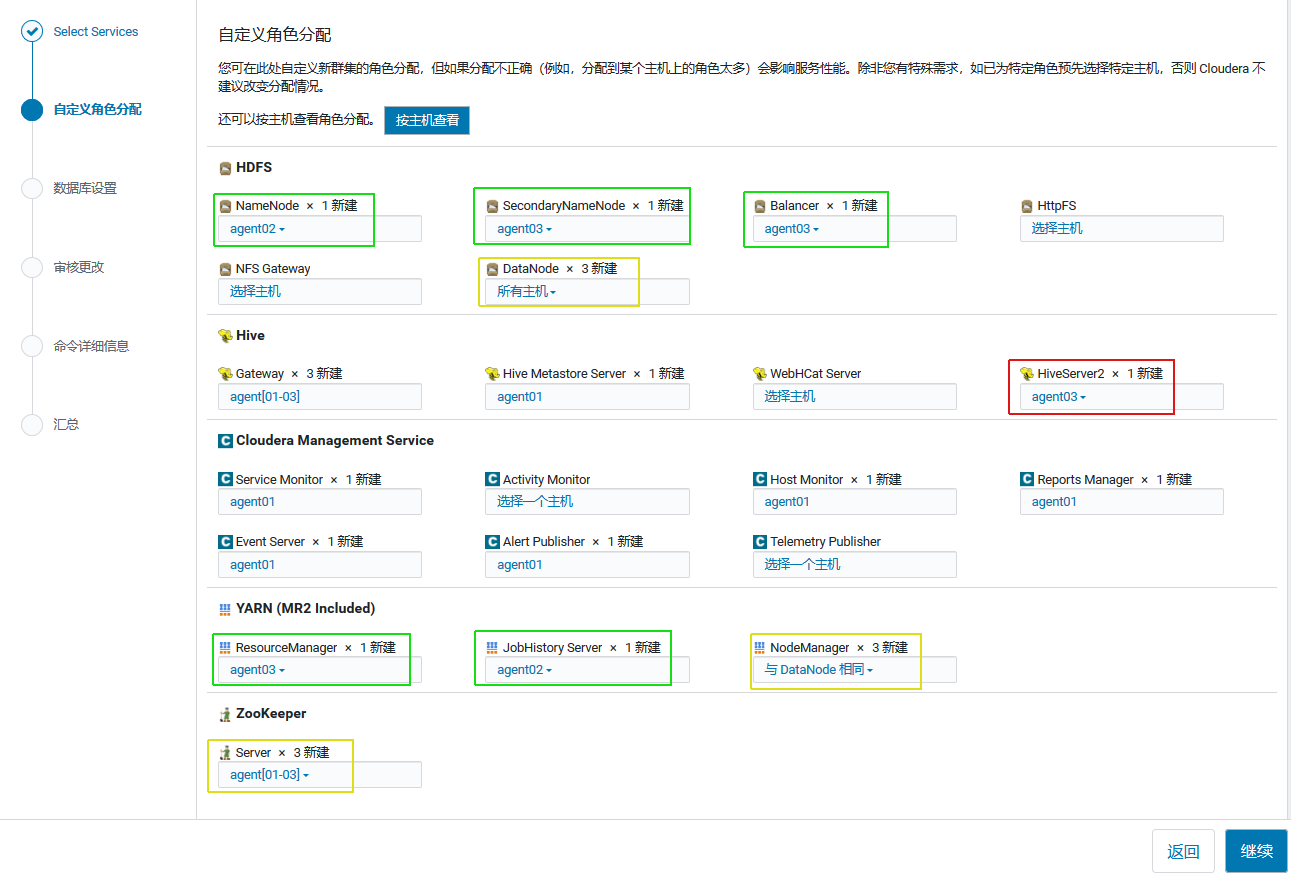 Select Services
自定义角色分配
数据库设置
审核更改
命令详细信息
汇总
自定义角色分配
您可在此处自定义新群集的角色分配，但如果分配不正确（例如，分配到某个主机上的角色太多）会影响服务性能。除非您有特殊需求，如已为特定角色预先选择特定主机，否则 Cloudera 不
建议改变分配情况。
还可以按主机查看角色分配。 按主机查看
HDFS
NameNode × 1 新建 SecondaryNameNode × 1 新建 Balancer × 1 新建 HttpFS
agent02 agent03 agent03 选择主机
NFS Gateway DataNode × 3 新建
选择主机 所有主机
Hive
Gateway × 3 新建 Hive Metastore Server × 1 新建 WebHCat Server HiveServer2 × 1 新建
agent[01-03] agent01 选择主机 agent03
Cloudera Management Service
Service Monitor × 1 新建 Activity Monitor Host Monitor × 1 新建 Reports Manager × 1 新建
agent01 选择一个主机 agent01 agent01
Event Server × 1 新建 Alert Publisher × 1 新建 Telemetry Publisher
agent01 agent01 选择一个主机
YARN (MR2 Included)
ResourceManager × 1 新建 JobHistory Server × 1 新建 NodeManager × 3 新建
agent03 agent02 与 DataNode 相同
ZooKeeper
Server × 3 新建
agent[01-03]
返回 继续